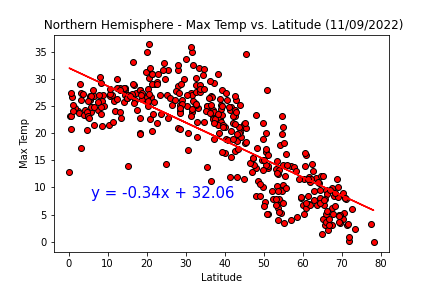 Northern Hemisphere - Max Temp vs. Latitude (11/09/2022)
35
30
25
20
15
10
5
0
Max Temp
y = -0.34x + 32.06
0 10 20 30 40 50 60 70 80
Latitude